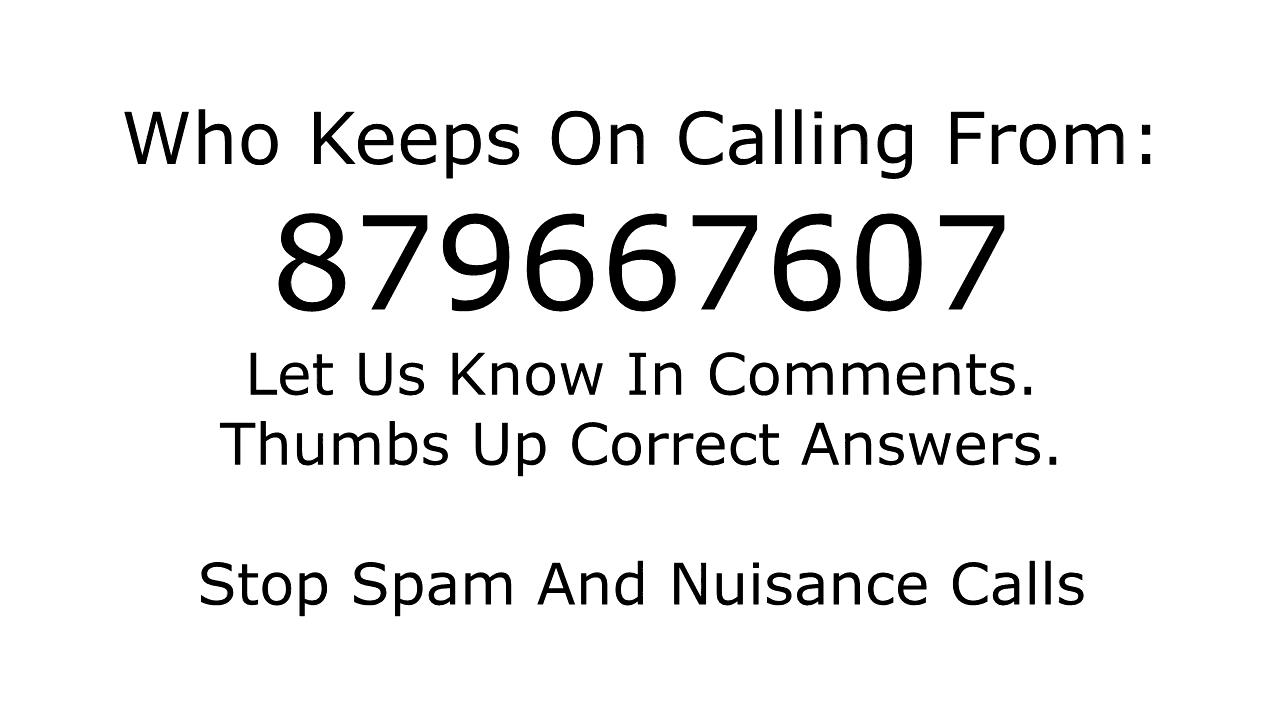 Who Keeps On Calling From:
879667607
Let Us Know In Comments.
Thumbs Up Correct Answers.
Stop Spam And Nuisance Calls